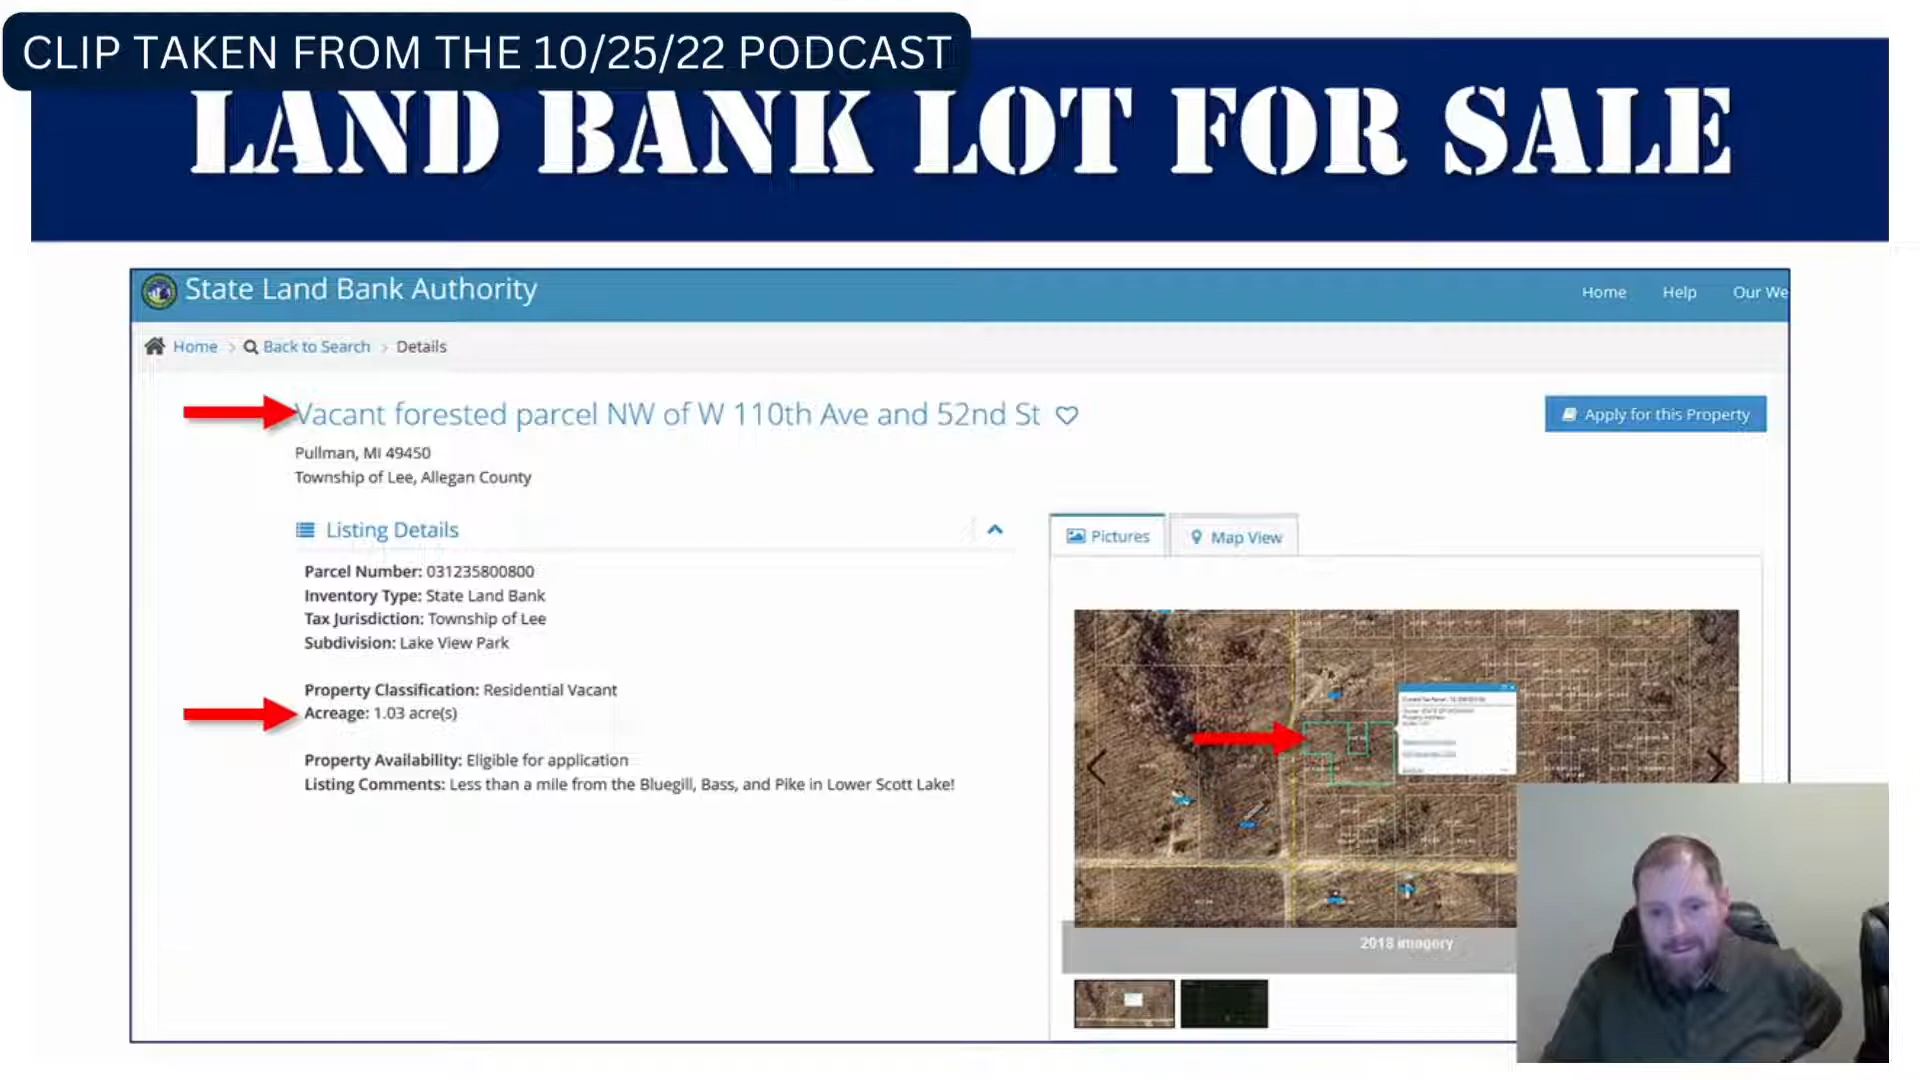 CLIP TAKEN FROM THE 10/25/22 PODCAST
LAND BANK LOT FOR SALE
State Land Bank Authority
Home Help Our We
Home > Back to Search > Details
Vacant forested parcel NW of W 110th Ave and 52nd St
Apply for this Property
Pullman, MI 49450
Township of Lee, Allegan County
Listing Details
Pictures Map View
Parcel Number: 031235800800
Inventory Type: State Land Bank
Tax Jurisdiction: Township of Lee
Subdivision: Lake View Park
Property Classification: Residential Vacant
Acreage: 1.03 acre(s)
Property Availability: Eligible for application
Listing Comments: Less than a mile from the Bluegill, Bass, and Pike in Lower Scott Lake!
2018 imagery